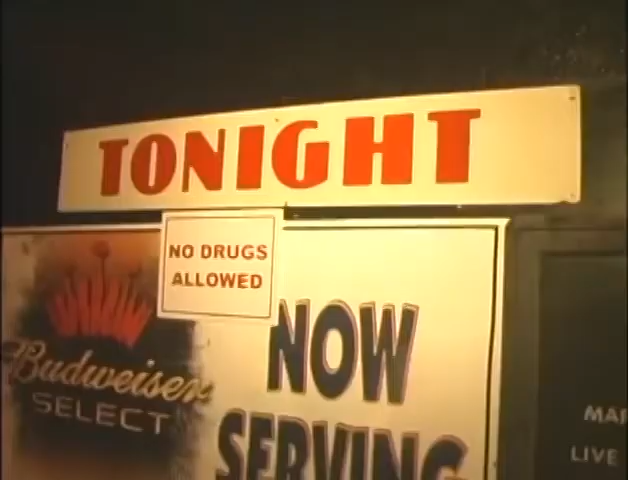 TONIGHT
NO DRUGS
ALLOWED
Budweiser
SELECT
NOW
SERVING
LIVE